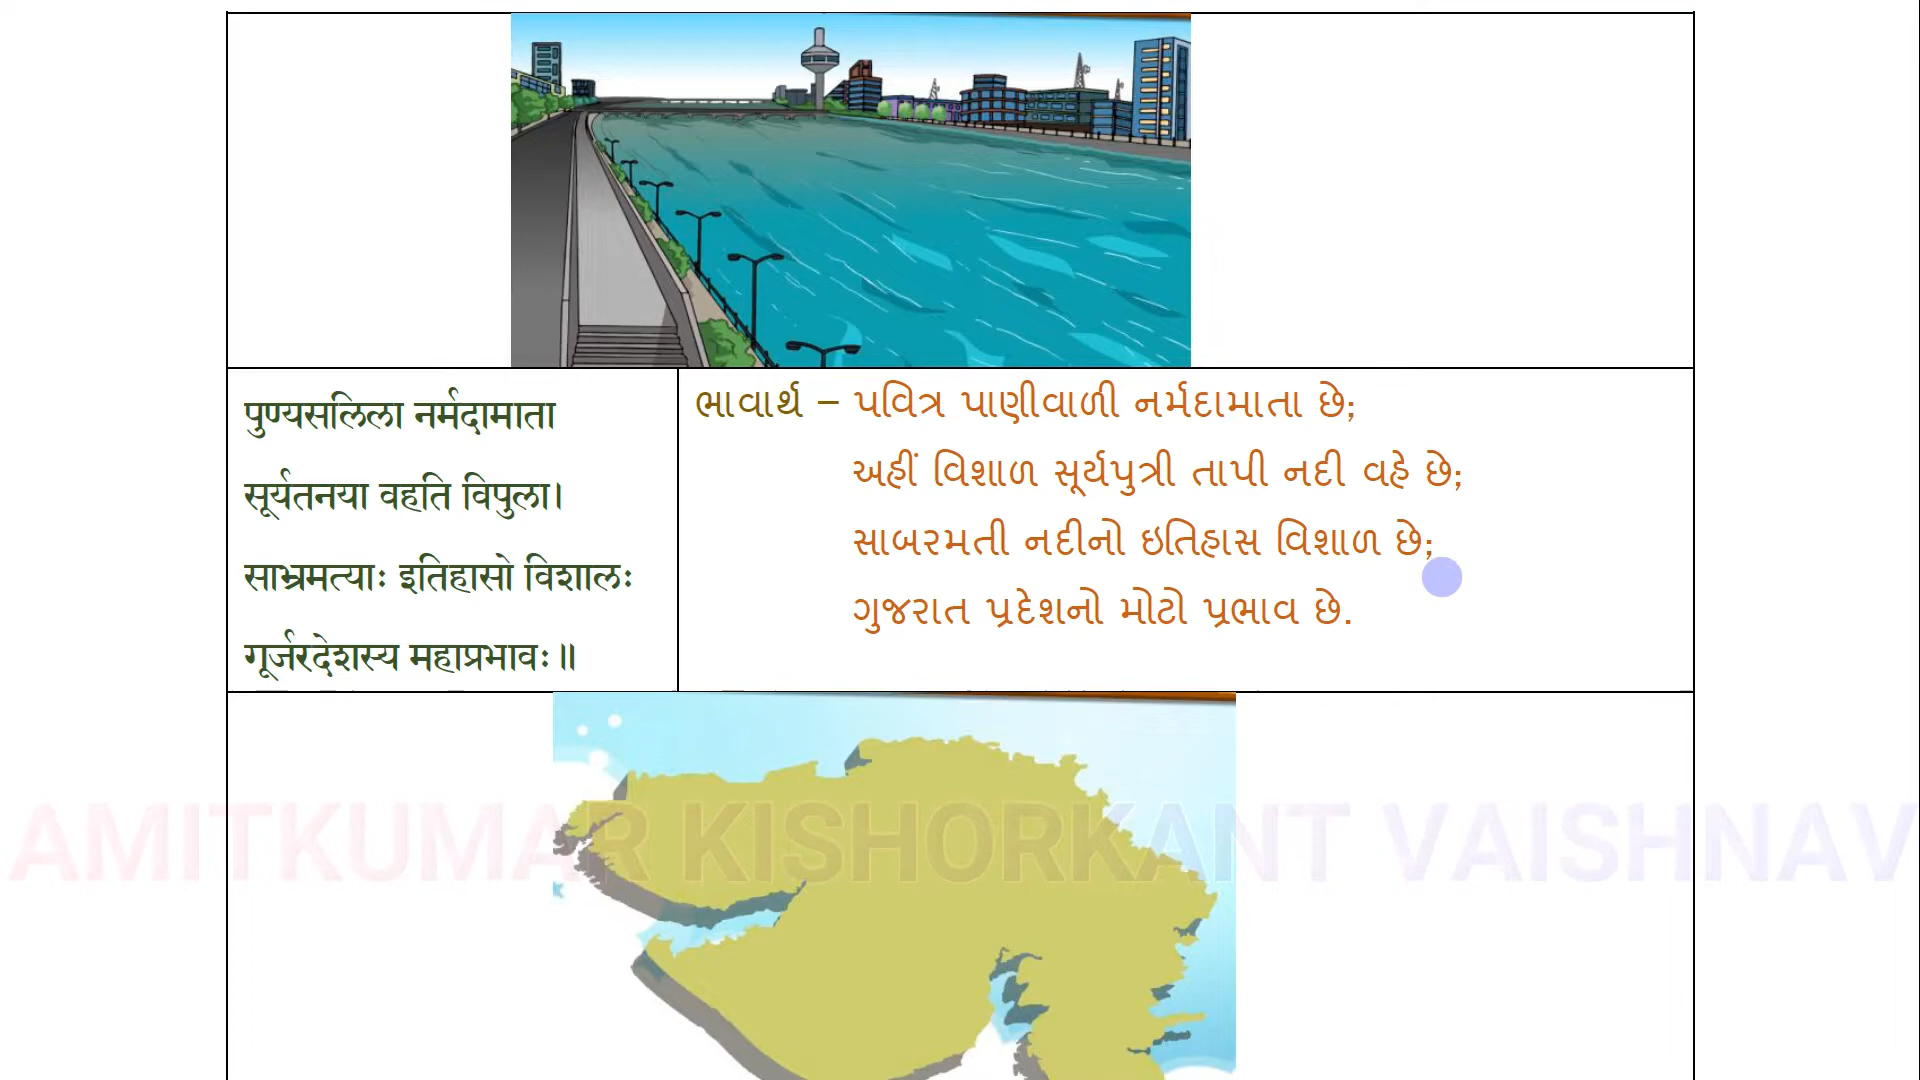 पुण्यसलिला नर्मदामाता
सूर्यतनया वहति विपुला।
साभ्रमत्याः इतिहासो विशालः
गूर्जरदेशस्य महाप्रभावः॥
ભાવાર્થ – પવિત્ર પાણીવાળી નર્મદામાતા છે;
અહીં વિશાળ સૂર્યપુત્રી તાપી નદી વહે છે;
સાબરમતી નદીનો ઇતિહાસ વિશાળ છે;
ગુજરાત પ્રદેશનો મોટો પ્રભાવ છે.
AMITKUMAR KISHORKANT VAISHNAV